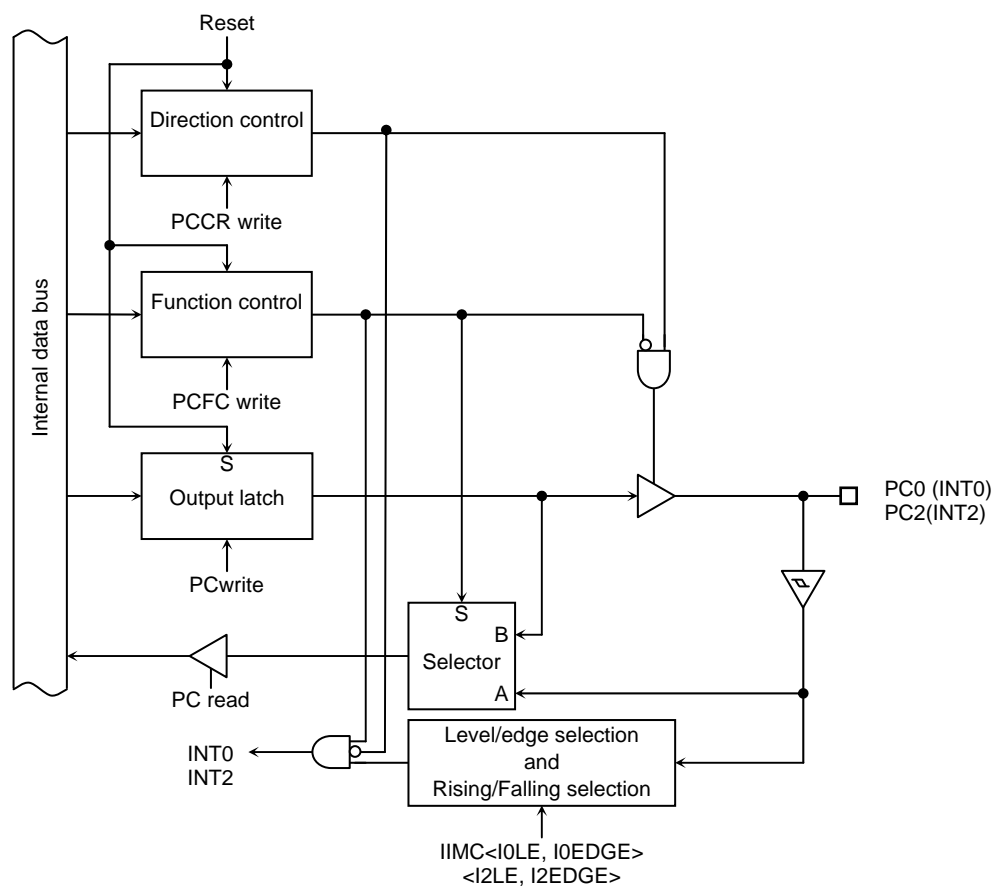 Reset
Direction control
PCCR write
Internal data bus
Function control
PCFC write
S
Output latch
PC0 (INT0)
PC2(INT2)
PCwrite
S
B
Selector
A
PC read
Level/edge selection
and
Rising/Falling selection
INT0
INT2
IIMC<I0LE, I0EDGE>
<I2LE, I2EDGE>